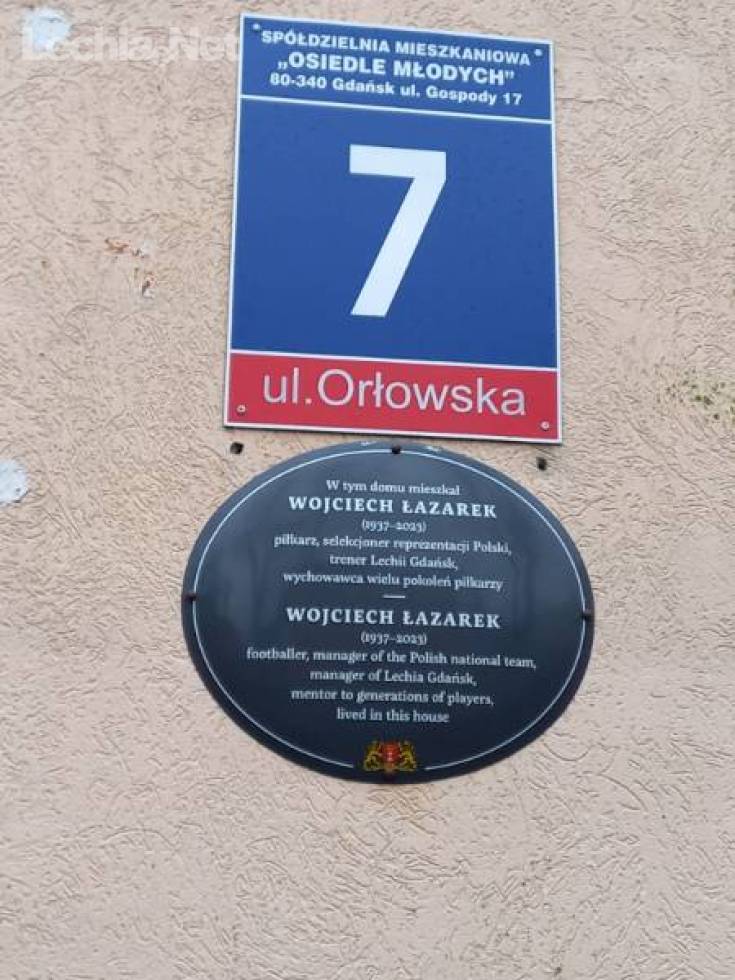 Lechia.Net
SPÓŁDZIELNIA MIESZKANIOWA
„OSIEDLE MŁODYCH"
80-340 Gdańsk ul. Gospody 17
7
ul.Orłowska
W tym domu mieszkał
WOJCIECH ŁAZAREK
(1937–2023)
piłkarz, selekcjoner reprezentacji Polski,
trener Lechii Gdańsk,
wychowawca wielu pokoleń piłkarzy
WOJCIECH ŁAZAREK
(1937–2023)
footballer, manager of the Polish national team,
manager of Lechia Gdańsk,
mentor to generations of players,
lived in this house